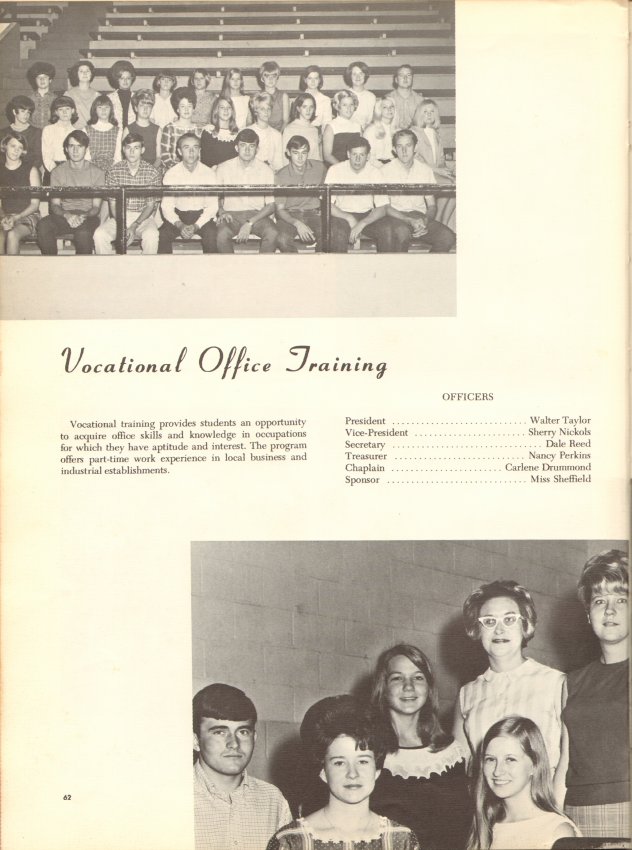 Vocational Office Training
Vocational training provides students an opportunity
to acquire office skills and knowledge in occupations
for which they have aptitude and interest. The program
offers part-time work experience in local business and
industrial establishments.
OFFICERS
President . . . . . . . . . . . . . . . . . . . . . . . . . . . . Walter Taylor
Vice-President . . . . . . . . . . . . . . . . . . . . . . . Sherry Nickols
Secretary . . . . . . . . . . . . . . . . . . . . . . . . . . . . . . . Dale Reed
Treasurer . . . . . . . . . . . . . . . . . . . . . . . . . . . Nancy Perkins
Chaplain . . . . . . . . . . . . . . . . . . . . . . . Carlene Drummond
Sponsor . . . . . . . . . . . . . . . . . . . . . . . . . . . . . Miss Sheffield
62